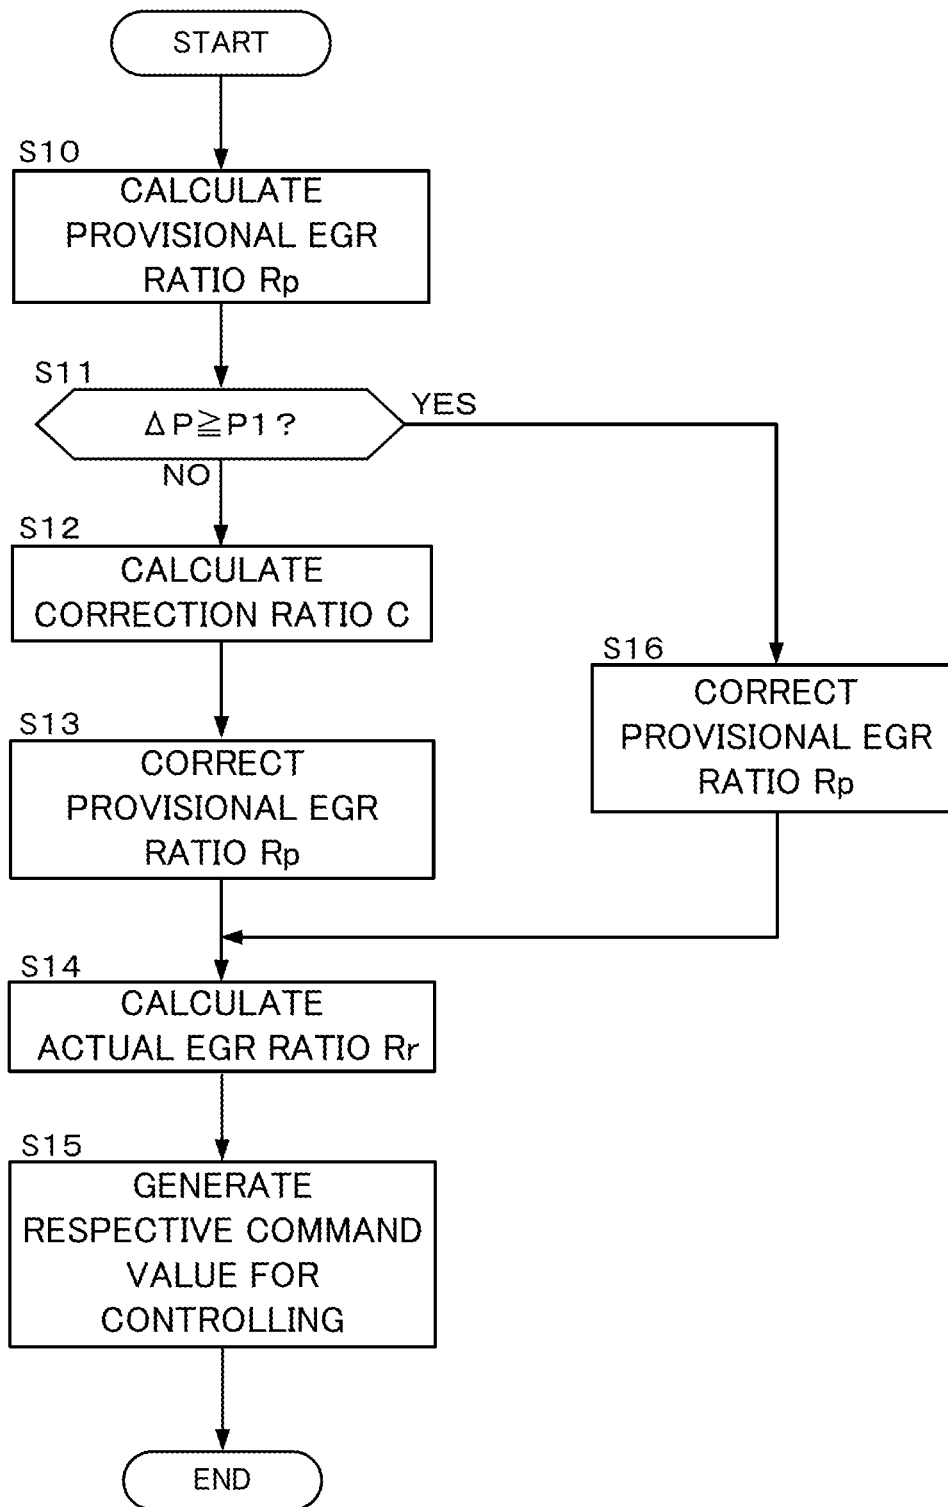 START
S10
CALCULATE
PROVISIONAL EGR
RATIO Rp
S11
ΔP≧P1?
YES
NO
S12
CALCULATE
CORRECTION RATIO C
S13
CORRECT
PROVISIONAL EGR
RATIO Rp
S16
CORRECT
PROVISIONAL EGR
RATIO Rp
S14
CALCULATE
ACTUAL EGR RATIO Rr
S15
GENERATE
RESPECTIVE COMMAND
VALUE FOR
CONTROLLING
END